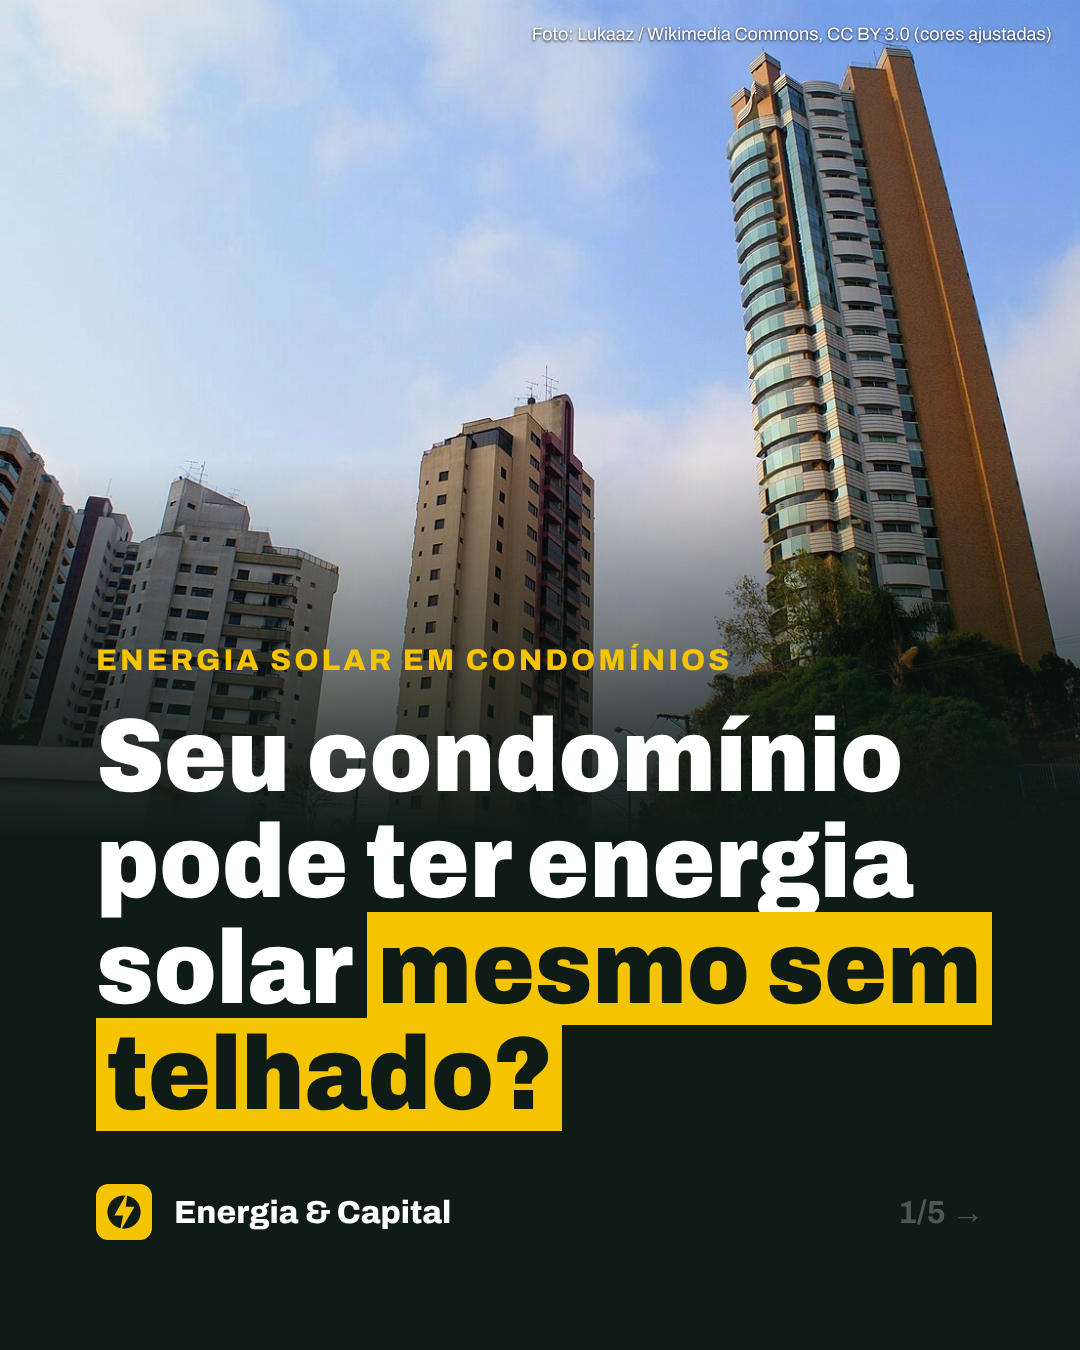 Foto: Lukaaz / Wikimedia Commons, CC BY 3.0 (cores ajustadas)
ENERGIA SOLAR EM CONDOMÍNIOS
Seu condomínio
pode ter energia
solar mesmo sem
telhado?
Energia & Capital
1/5 →